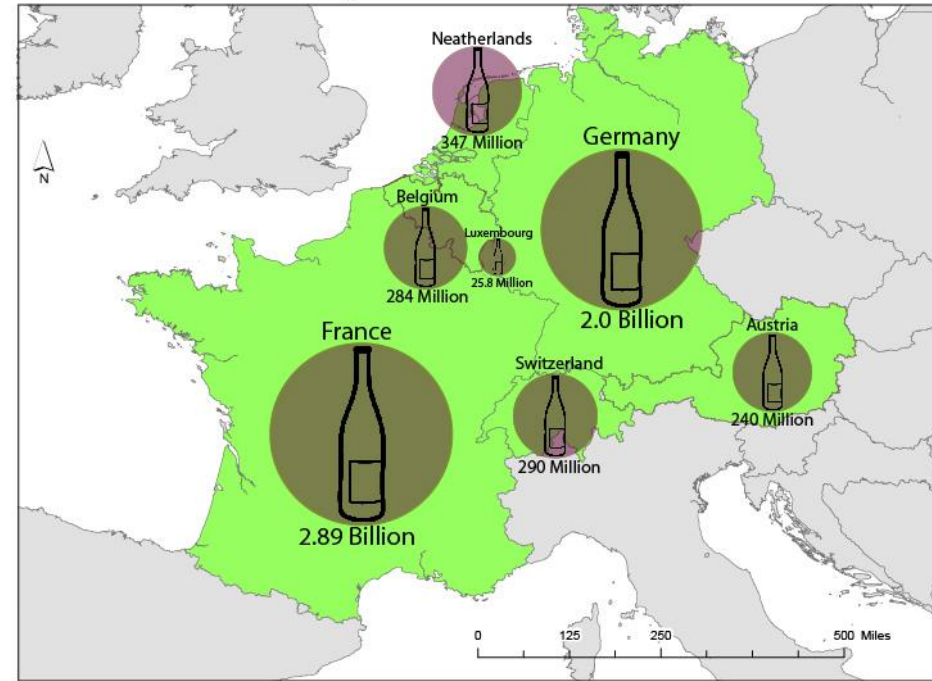 Neatherlands
347 Million
Germany
2.0 Billion
Belgium
284 Million
Luxembourg
25.8 Million
France
2.89 Billion
Switzerland
290 Million
Austria
240 Million
N
0 125 250 500 Miles